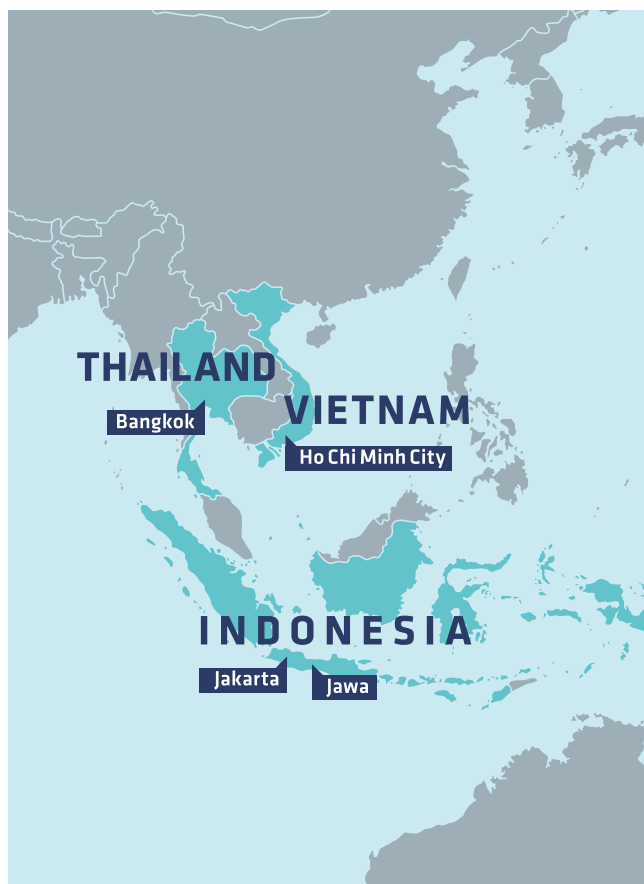 THAILAND
VIETNAM
Bangkok
Ho Chi Minh City
INDONESIA
Jakarta
Jawa